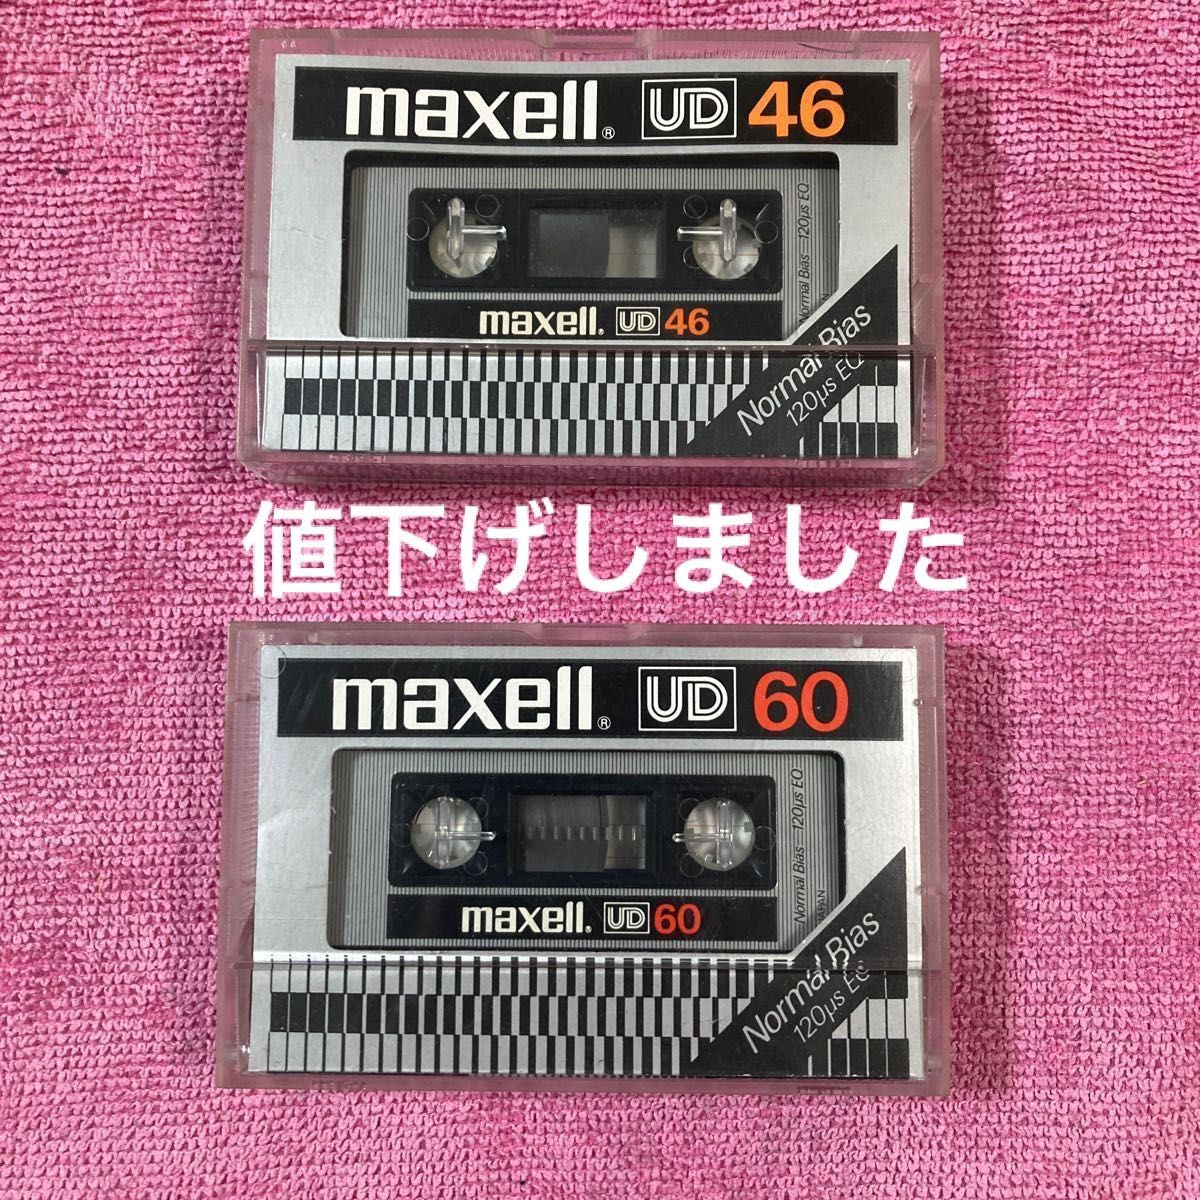 maxell® UD 46
Normal Bias 120μs EQ
maxell. UD 46
Normal Bias
120μs EQ
値下げしました
maxell® UD 60
Normal Bias 120μs EQ
JAPAN
maxell. UD 60
Normal Bias
120μs EQ